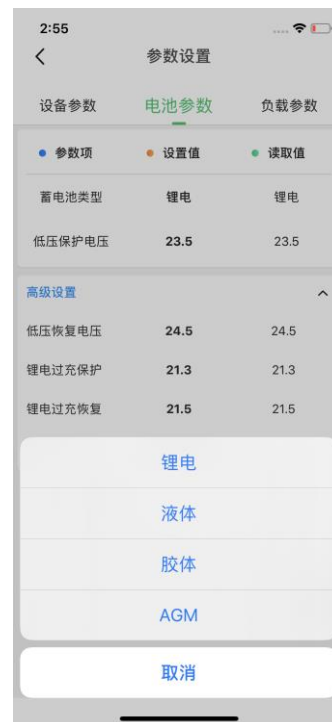 2:55
参数设置
设备参数 电池参数 负载参数
参数项 设置值 读取值
蓄电池类型 锂电 锂电
低压保护电压 23.5 23.5
高级设置
低压恢复电压 24.5 24.5
锂电过充保护 21.3 21.3
锂电过充恢复 21.5 21.5
锂电
液体
胶体
AGM
取消